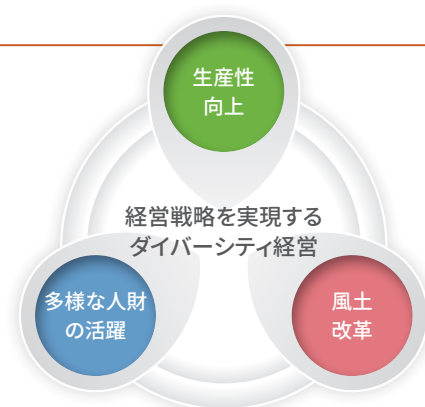 生産性
向上
経営戦略を実現する
ダイバーシティ経営
多様な人財
の活躍
風土
改革